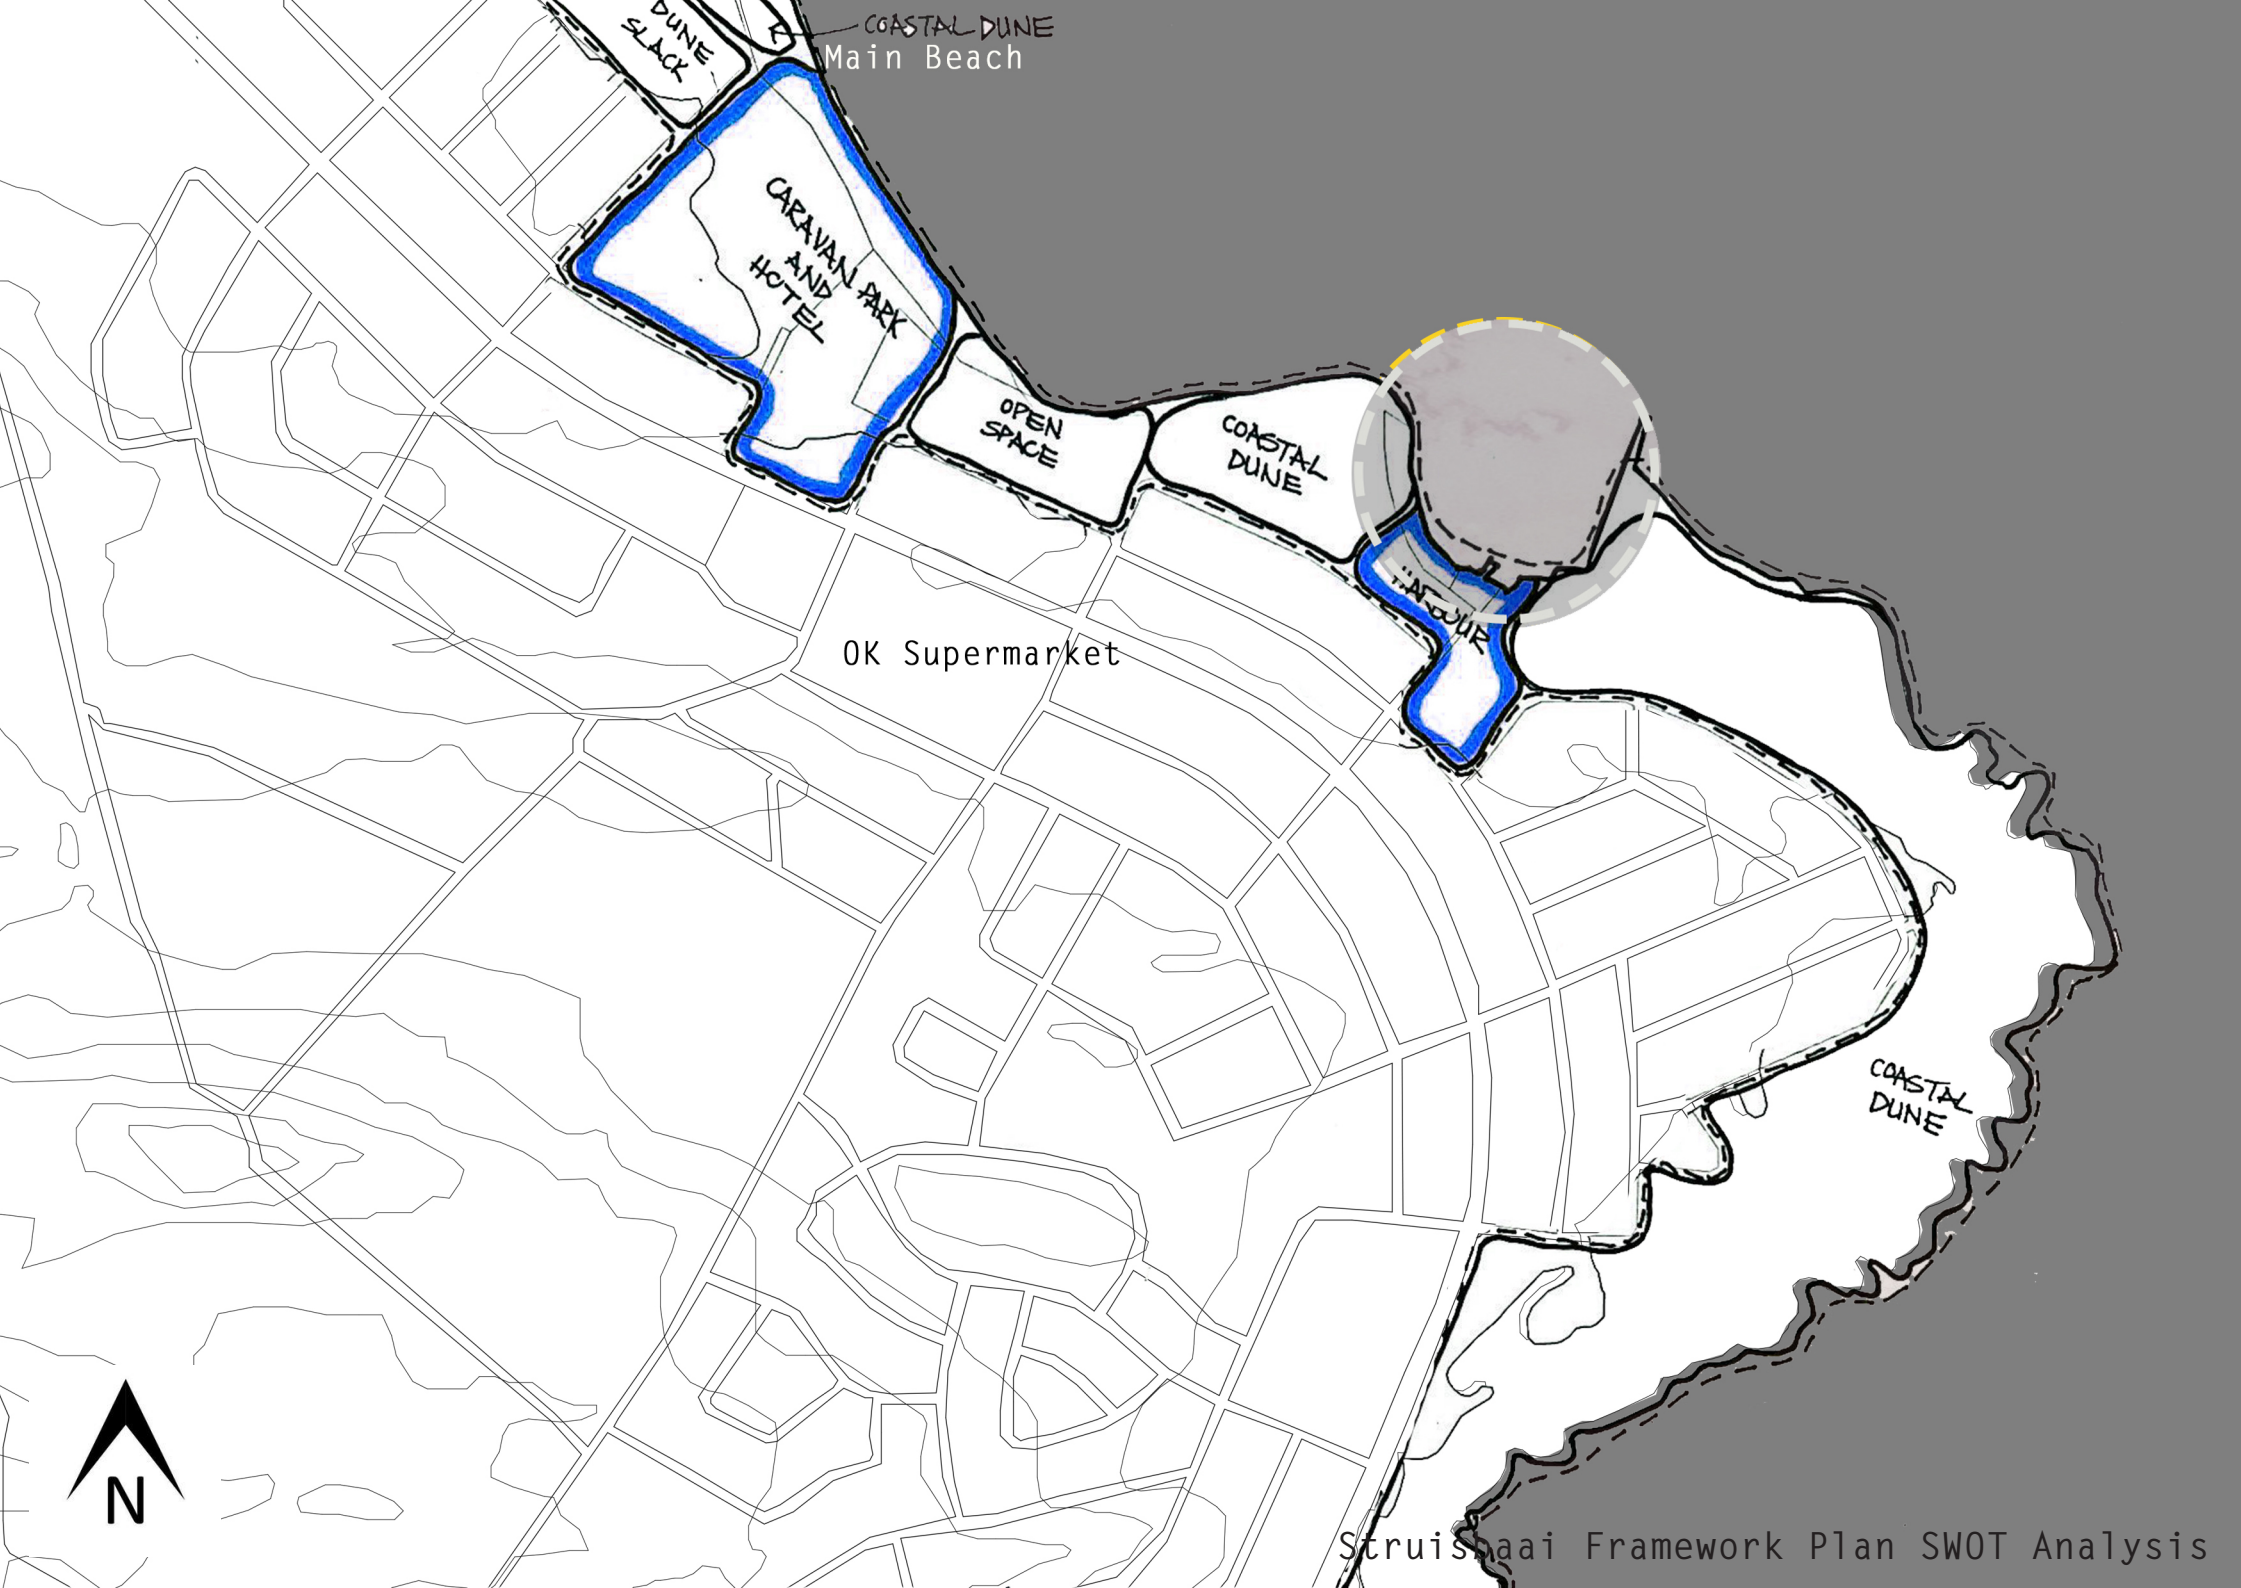 DUNE
SLACK
COASTAL DUNE
Main Beach
CARAVAN PARK
AND
HOTEL
OPEN
SPACE
COASTAL
DUNE
OK Supermarket
COASTAL
DUNE
N
Struisbaai Framework Plan SWOT Analysis